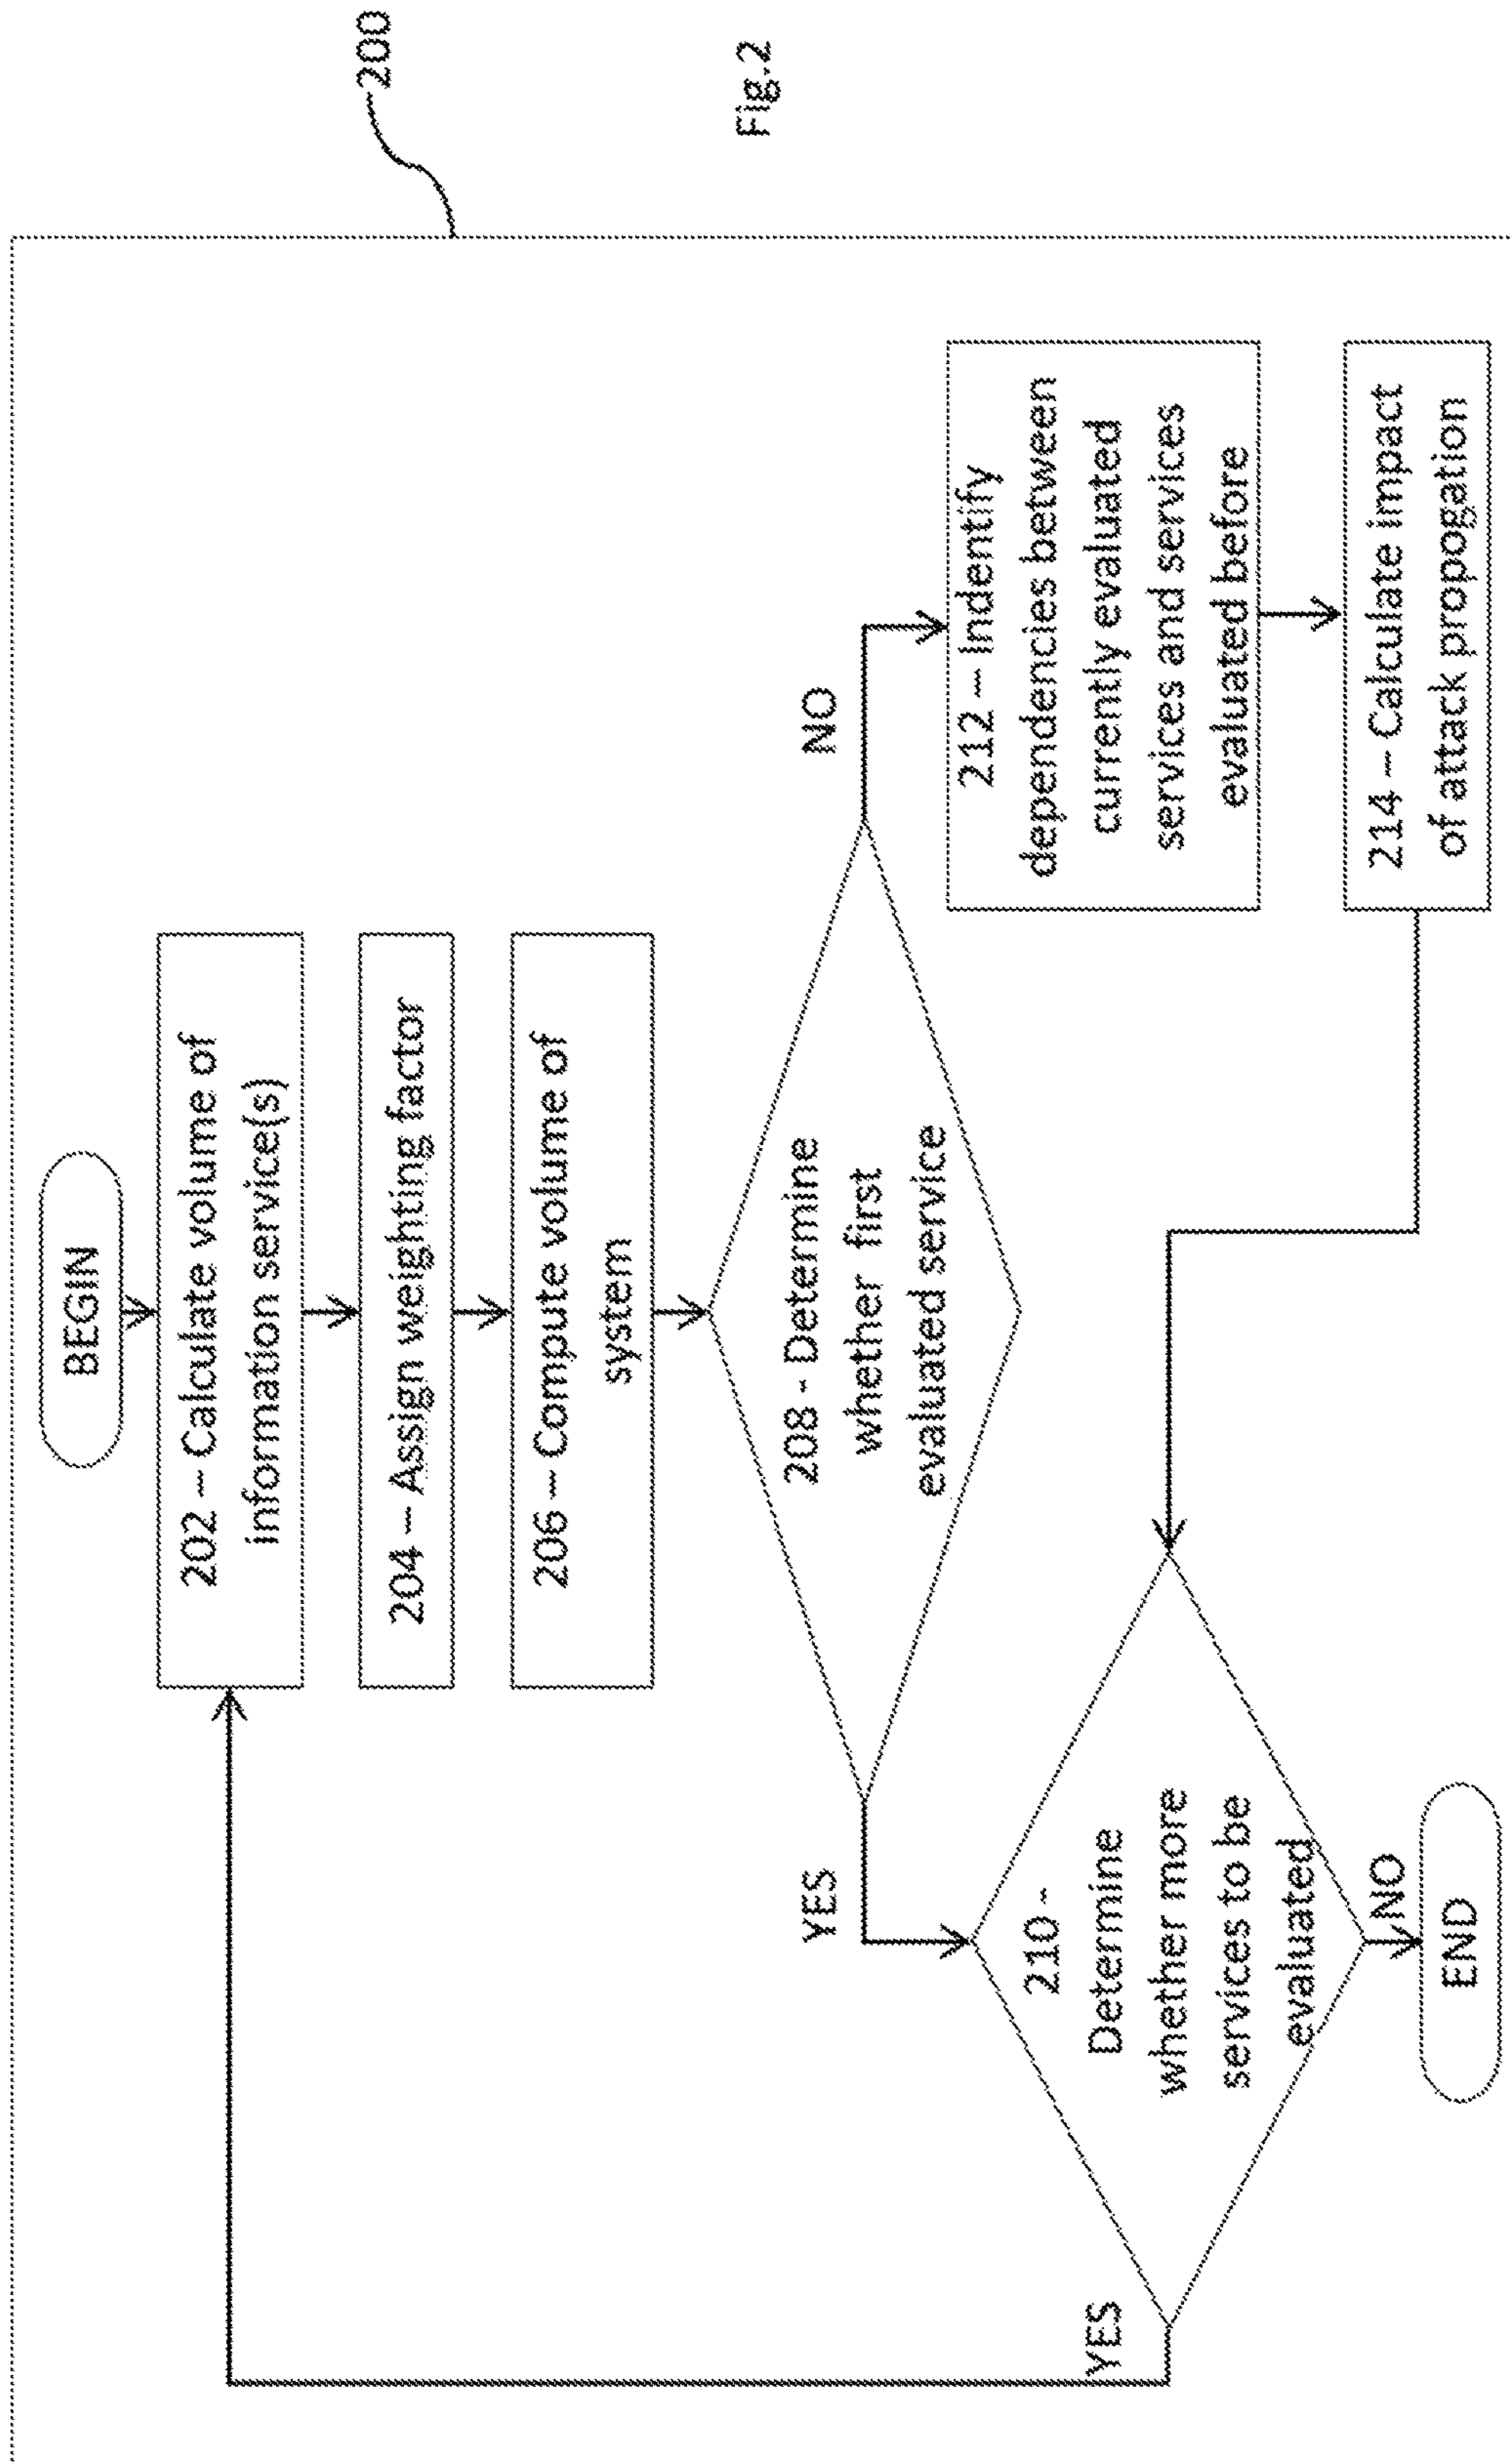 200
Fig.2
BEGIN
202 – Calculate volume of
information service(s)
204 – Assign weighting factor
206 – Compute volume of
system
208 - Determine
whether first
evaluated service
YES
NO
210 -
Determine
whether more
services to be
evaluated
YES
NO
212 – Indentify
dependencies between
currently evaluated
services and services
evaluated before
214 – Calculate impact
of attack propogation
END